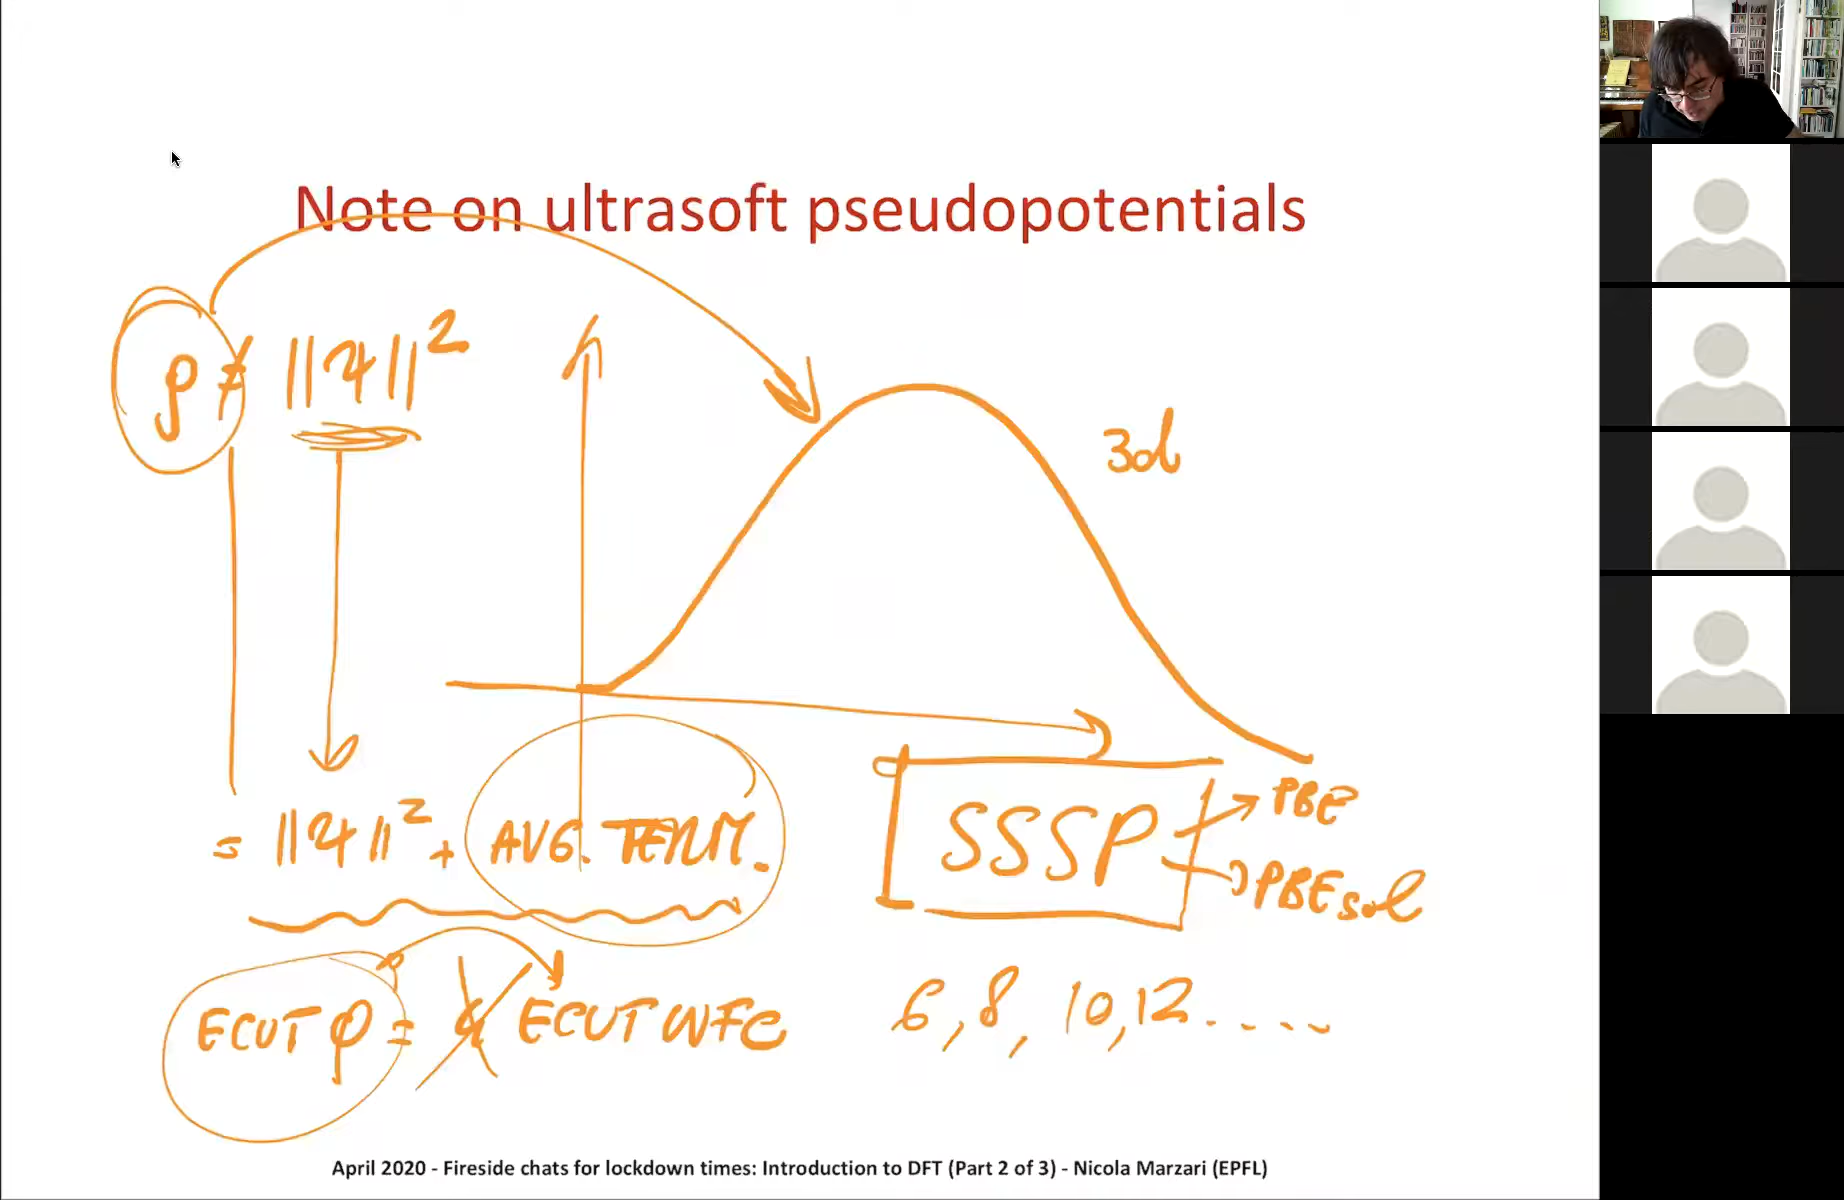 Note on ultrasoft pseudopotentials
ρ ≠ ||ψ||²
3d
= ||ψ||² + AVG. TERM.
SSSP
PBE
PBEsol
ECUT ρ = 4 ECUT WFC
6, 8, 10, 12.....
April 2020 - Fireside chats for lockdown times: Introduction to DFT (Part 2 of 3) - Nicola Marzari (EPFL)